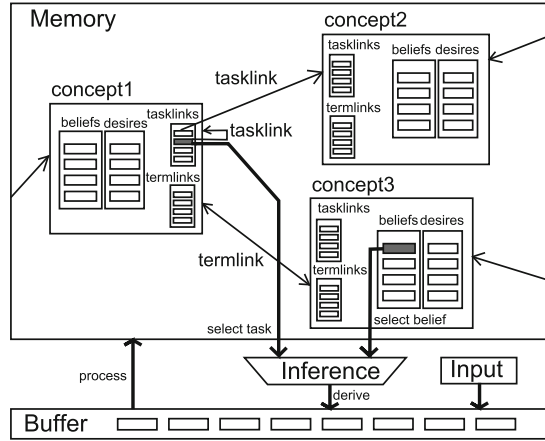 Memory
concept2
tasklinks
beliefs desires
termlinks
tasklink
concept1
tasklinks
beliefs desires
tasklink
termlinks
concept3
tasklinks
beliefs desires
termlink
termlinks
select task
select belief
process
Inference
Input
derive
Buffer